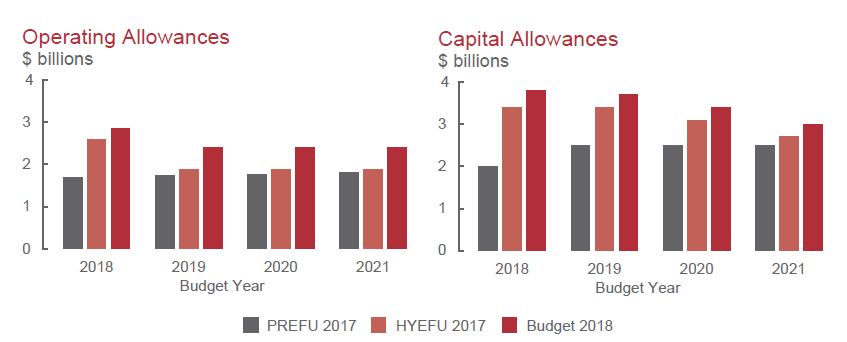 Operating Allowances
$ billions
4
3
2
1
0
2018 2019 2020 2021
Budget Year
Capital Allowances
$ billions
4
3
2
1
0
2018 2019 2020 2021
Budget Year
PREFU 2017 HYEFU 2017 Budget 2018